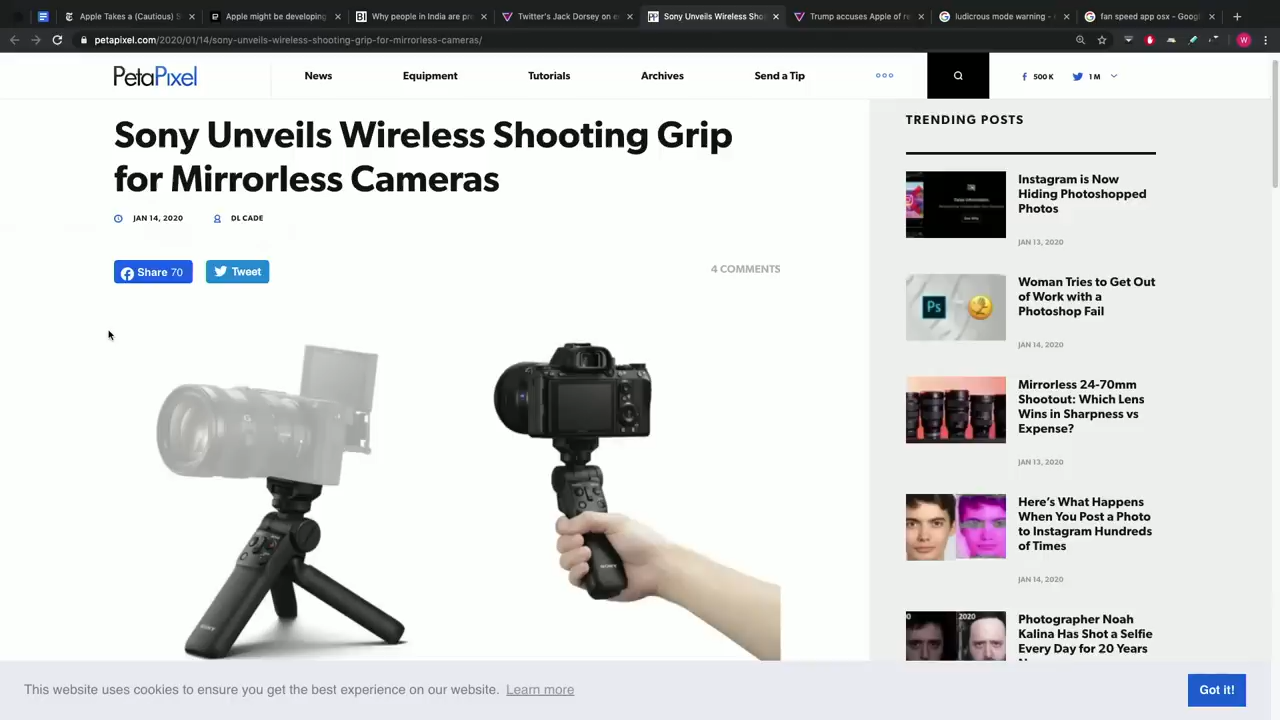 Apple Takes a (Cautious) S
Apple might be developing
Why people in India are pre
Twitter's Jack Dorsey on e
Sony Unveils Wireless Shoo
Trump accuses Apple of re
ludicrous mode warning -
fan speed app osx - Googl
petapixel.com/2020/01/14/sony-unveils-wireless-shooting-grip-for-mirrorless-cameras/
W
PetaPixel
News
Equipment
Tutorials
Archives
Send a Tip
500 K
1 M
Sony Unveils Wireless Shooting Grip
for Mirrorless Cameras
JAN 14, 2020
DL CADE
Share 70
Tweet
4 COMMENTS
SONY
SONY
TRENDING POSTS
Instagram is Now
Hiding Photoshopped
Photos
JAN 13, 2020
Ps
Woman Tries to Get Out
of Work with a
Photoshop Fail
JAN 14, 2020
Mirrorless 24-70mm
Shootout: Which Lens
Wins in Sharpness vs
Expense?
JAN 13, 2020
Here's What Happens
When You Post a Photo
to Instagram Hundreds
of Times
JAN 14, 2020
2020
Photographer Noah
Kalina Has Shot a Selfie
Every Day for 20 Years
This website uses cookies to ensure you get the best experience on our website. Learn more
Got it!